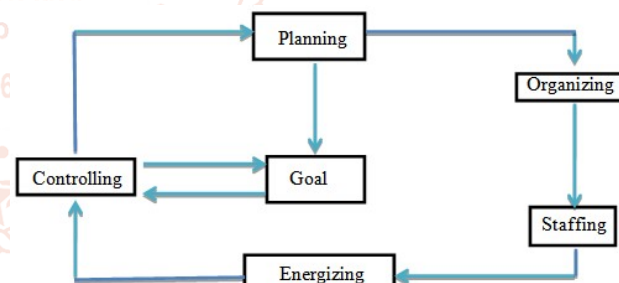 Planning
Organizing
Controlling
Goal
Staffing
Energizing